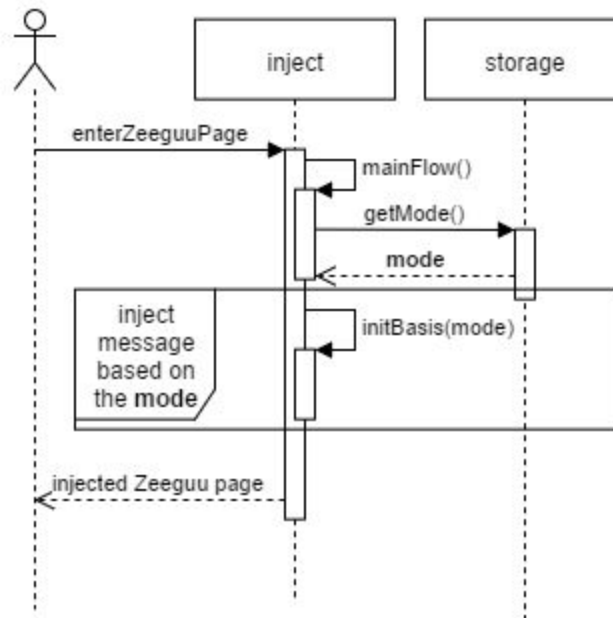 inject
storage
enterZeeguuPage
mainFlow()
getMode()
mode
inject
message
based on
the mode
initBasis(mode)
injected Zeeguu page